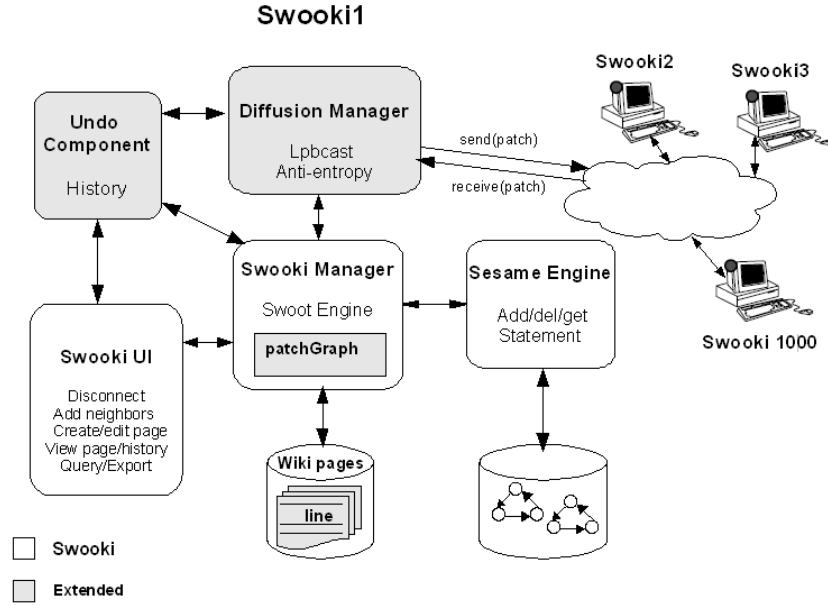 Swooki1
Swooki2
Swooki3
Undo
Component
History
Diffusion Manager
Lpbcast
Anti-entropy
send(patch)
receive(patch)
Swooki Manager
Swoot Engine
patchGraph
Sesame Engine
Add/del/get
Statement
Swooki 1000
Swooki UI
Disconnect
Add neighbors
Create/edit page
View page/history
Query/Export
Wiki pages
line
Swooki
Extended